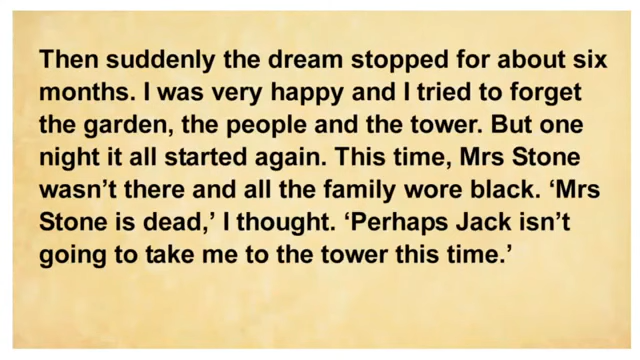 Then suddenly the dream stopped for about six
months. I was very happy and I tried to forget
the garden, the people and the tower. But one
night it all started again. This time, Mrs Stone
wasn’t there and all the family wore black. ‘Mrs
Stone is dead,’ I thought. ‘Perhaps Jack isn’t
going to take me to the tower this time.’